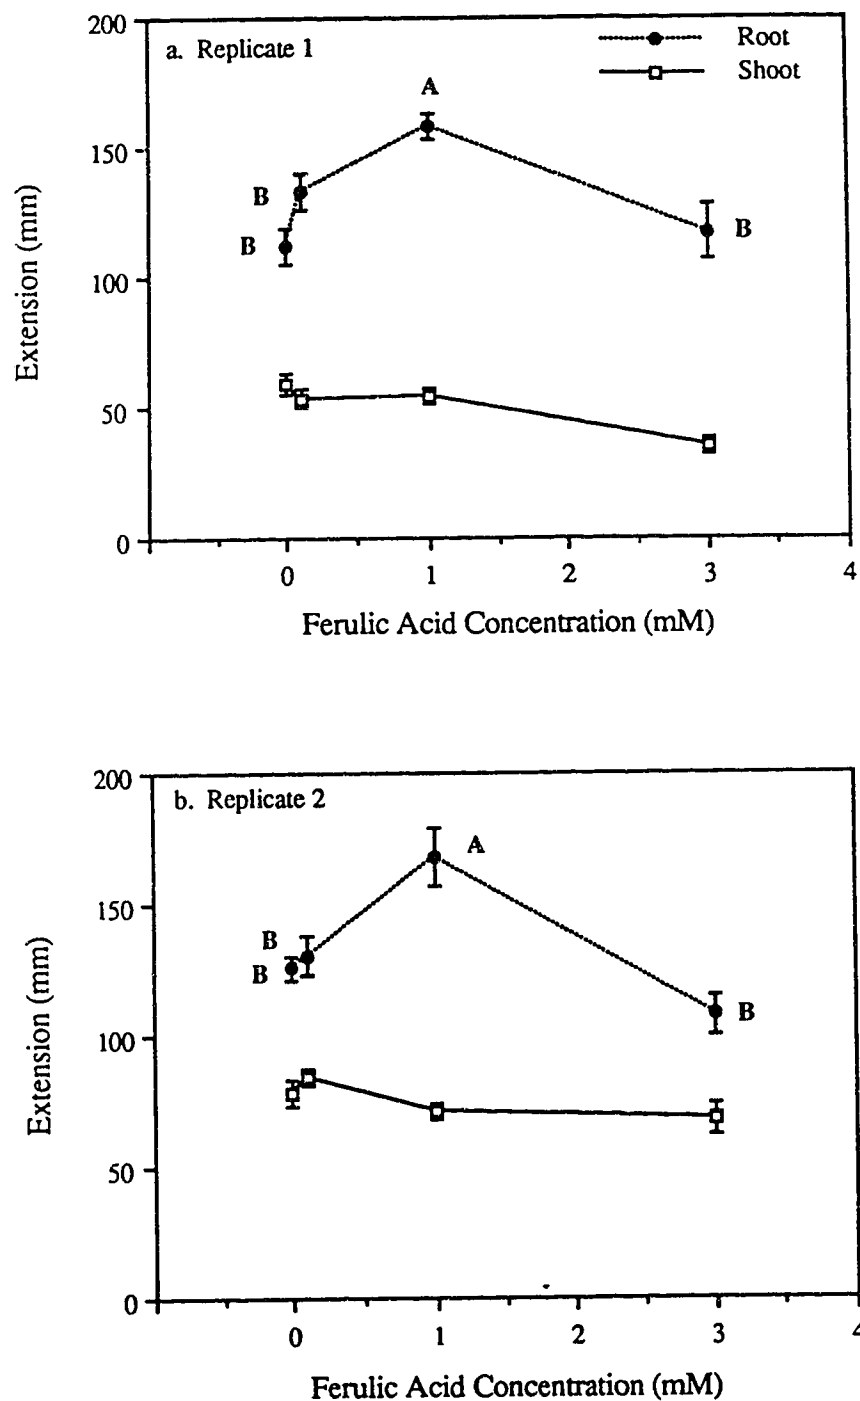 200
a. Replicate 1
Root
Shoot
A
150
B
B
B
100
50
0
Extension (mm)
0 1 2 3 4
Ferulic Acid Concentration (mM)
200
b. Replicate 2
A
150
B
B
B
100
50
0
Extension (mm)
0 1 2 3 4
Ferulic Acid Concentration (mM)